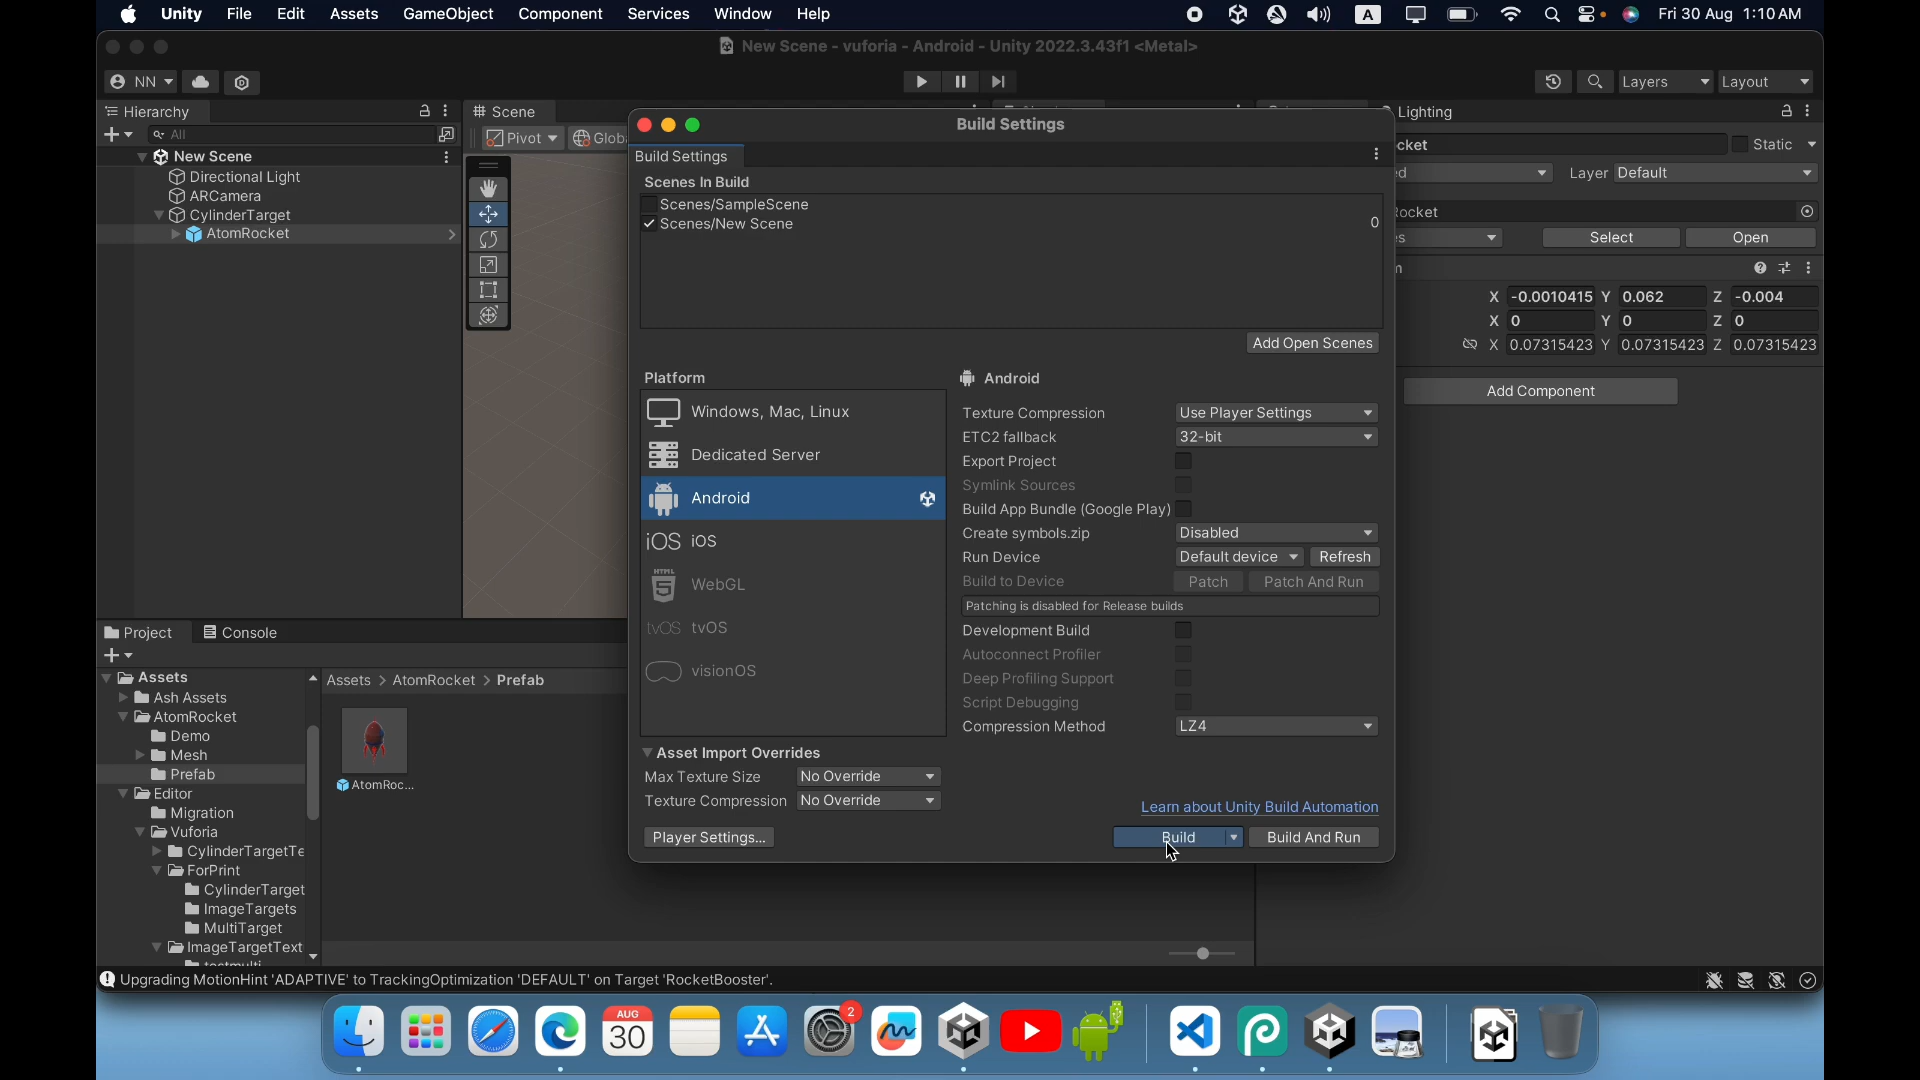 Unity File Edit Assets GameObject Component Services Window Help A Fri 30 Aug 1:10 AM
New Scene - vuforia - Android - Unity 2022.3.43f1 <Metal>
NN Layers Layout
Hierarchy
All
New Scene
Directional Light
ARCamera
CylinderTarget
AtomRocket
Scene
Pivot
Lighting
Static
Layer Default
Select Open
X -0.0010415 Y 0.062 Z -0.004
X 0 Y 0 Z 0
X 0.07315423 Y 0.07315423 Z 0.07315423
Add Component
Build Settings
Build Settings
Scenes In Build
Scenes/SampleScene
Scenes/New Scene 0
Add Open Scenes
Platform
Windows, Mac, Linux
Dedicated Server
Android
iOS iOS
HTML 5 WebGL
tvOS tvOS
visionOS
Android
Texture Compression Use Player Settings
ETC2 fallback 32-bit
Export Project
Symlink Sources
Build App Bundle (Google Play)
Create symbols.zip Disabled
Run Device Default device Refresh
Build to Device Patch Patch And Run
Patching is disabled for Release builds
Development Build
Autoconnect Profiler
Deep Profiling Support
Script Debugging
Compression Method LZ4
Asset Import Overrides
Max Texture Size No Override
Texture Compression No Override
Learn about Unity Build Automation
Player Settings... Build Build And Run
Project Console
Assets
Ash Assets
AtomRocket
Demo
Mesh
Prefab
Editor
Migration
Vuforia
CylinderTargetTe
ForPrint
CylinderTarget
ImageTargets
MultiTarget
ImageTargetText
Assets > AtomRocket > Prefab
AtomRoc...
Upgrading MotionHint 'ADAPTIVE' to TrackingOptimization 'DEFAULT' on Target 'RocketBooster'.
AUG
30
2